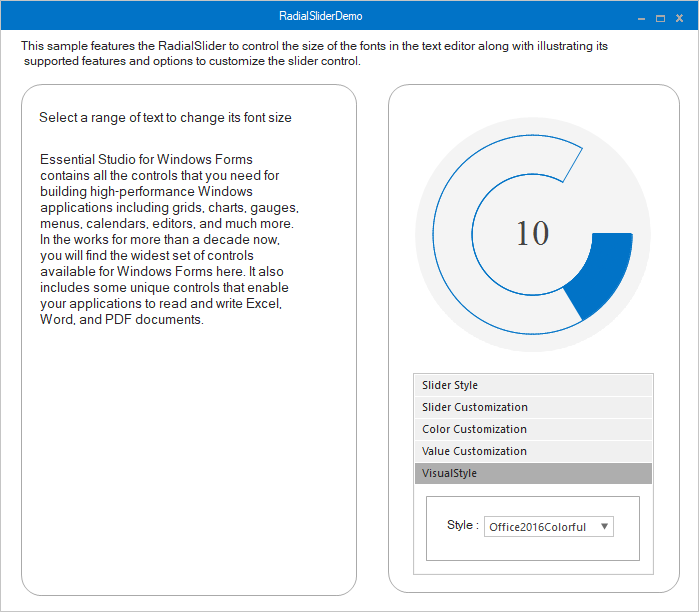 RadialSliderDemo
This sample features the RadialSlider to control the size of the fonts in the text editor along with illustrating its
supported features and options to customize the slider control.
Select a range of text to change its font size
Essential Studio for Windows Forms
contains all the controls that you need for
building high-performance Windows
applications including grids, charts, gauges,
menus, calendars, editors, and much more.
In the works for more than a decade now,
you will find the widest set of controls
available for Windows Forms here. It also
includes some unique controls that enable
your applications to read and write Excel,
Word, and PDF documents.
10
Slider Style
Slider Customization
Color Customization
Value Customization
VisualStyle
Style : Office2016Colorful